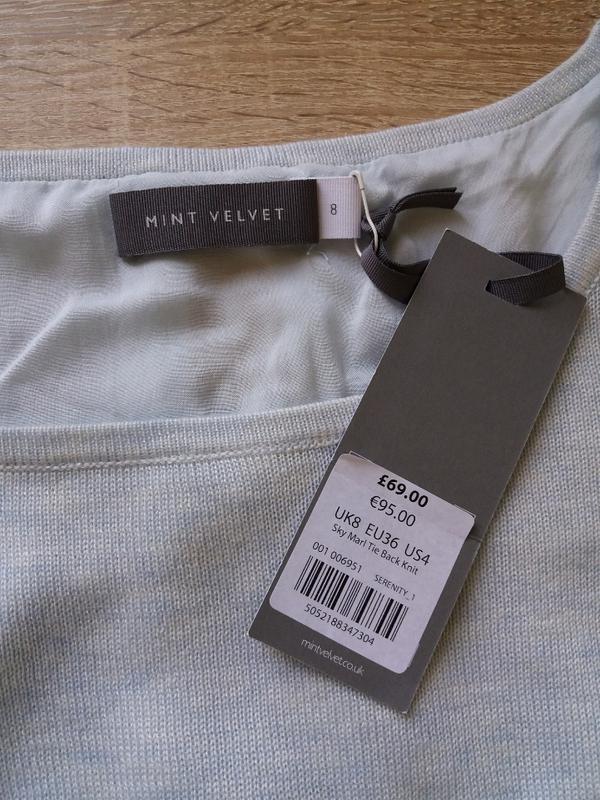 MINT VELVET
8
£69.00
€95.00
UK8 EU36 US4
Sky Marl Tie Back Knit
001 006951 SERENITY_1
5052188347304
mintvelvet.co.uk